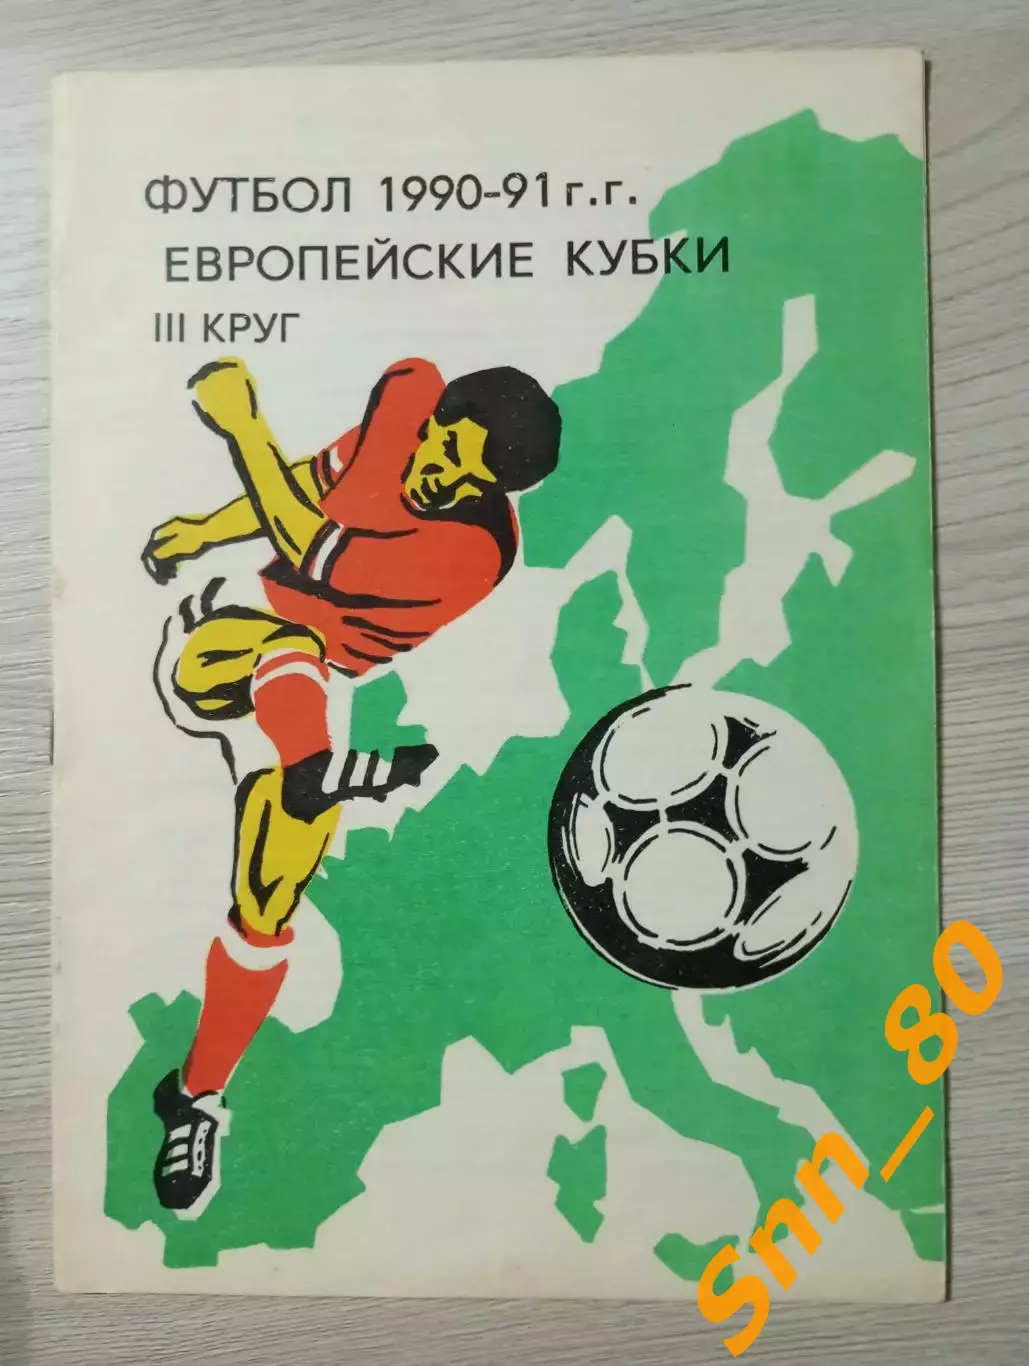 ФУТБОЛ 1990-91 г.г.
ЕВРОПЕЙСКИЕ КУБКИ
III КРУГ
Snn_80